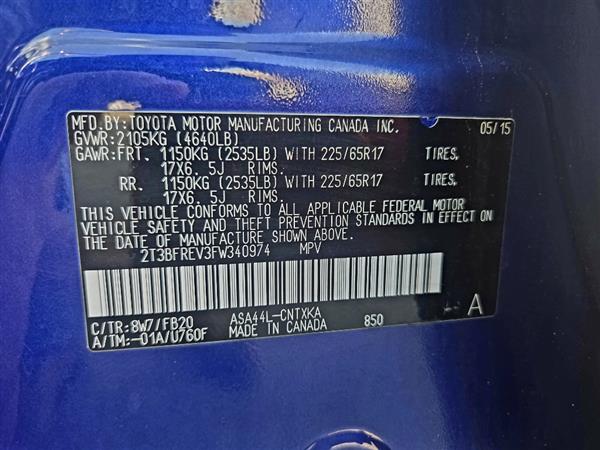 MFD.BY:TOYOTA MOTOR MANUFACTURING CANADA INC. 05/15
GVWR:2105KG (4640LB)
GAWR:FRT. 1150KG (2535LB) WITH 225/65R17 TIRES,
17X6. 5J RIMS.
RR. 1150KG (2535LB) WITH 225/65R17 TIRES,
17X6. 5J RIMS.
THIS VEHICLE CONFORMS TO ALL APPLICABLE FEDERAL MOTOR
VEHICLE SAFETY AND THEFT PREVENTION STANDARDS IN EFFECT ON
THE DATE OF MANUFACTURE SHOWN ABOVE.
2T3BFREV3FW340974 MPV
A
C/TR:8W7/FB20 ASA44L-CNTXKA 850
A/TM:-01A/U760F MADE IN CANADA